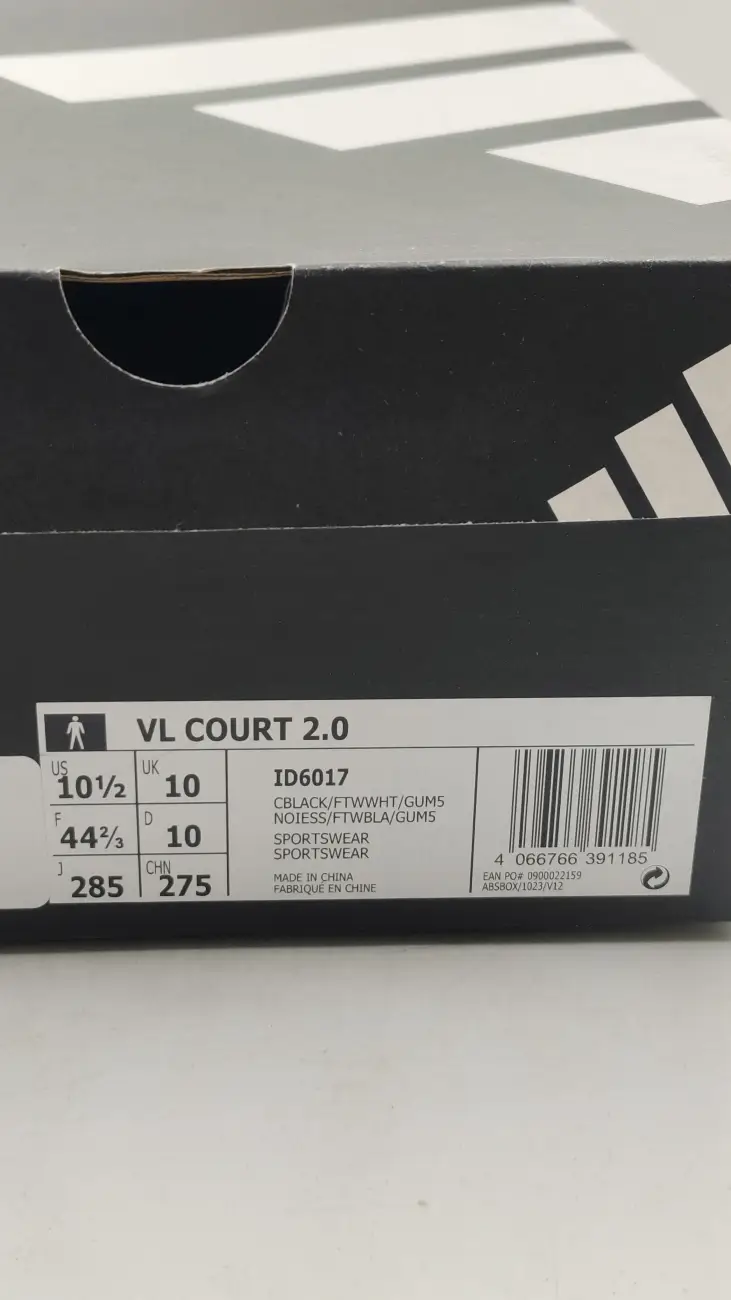 VL COURT 2.0
US
10½
UK
10
F
44⅔
D
10
J
285
CHN
275
ID6017
CBLACK/FTWWHT/GUM5
NOIESS/FTWBLA/GUM5
SPORTSWEAR
SPORTSWEAR
MADE IN CHINA
FABRIQUÉ EN CHINE
4 066766 391185
EAN PO# 0900022159
ABSBOX/1023/V12